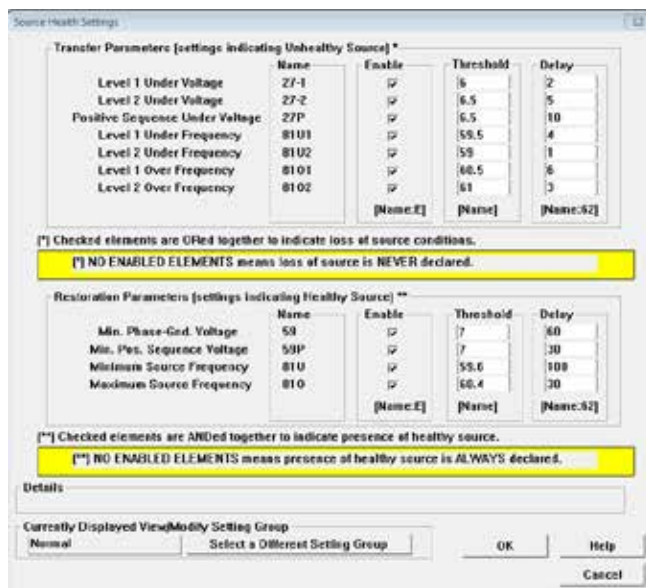 Source Health Settings
Transfer Parameters (settings indicating Unhealthy Source) *
Name Enable Threshold Delay
Level 1 Under Voltage 27-1 6 2
Level 2 Under Voltage 27-2 6.5 5
Positive Sequence Under Voltage 27P 6.5 10
Level 1 Under Frequency 81U1 59.5 4
Level 2 Under Frequency 81U2 59 1
Level 1 Over Frequency 81O1 60.5 6
Level 2 Over Frequency 81O2 61 3
[Name:E] [Name] [Name:62]
(*) Checked elements are ORed together to indicate loss of source conditions.
(*) NO ENABLED ELEMENTS means loss of source is NEVER declared.
Restoration Parameters (settings indicating Healthy Source) **
Name Enable Threshold Delay
Min. Phase-Gnd. Voltage 59 7 60
Min. Pos. Sequence Voltage 59P 7 30
Minimum Source Frequency 81U 59.6 100
Maximum Source Frequency 81O 60.4 30
[Name:E] [Name] [Name:62]
(**) Checked elements are ANDed together to indicate presence of healthy source.
(**) NO ENABLED ELEMENTS means presence of healthy source is ALWAYS declared.
Details
Currently Displayed View/Modify Setting Group
Normal Select a Different Setting Group OK Help
Cancel